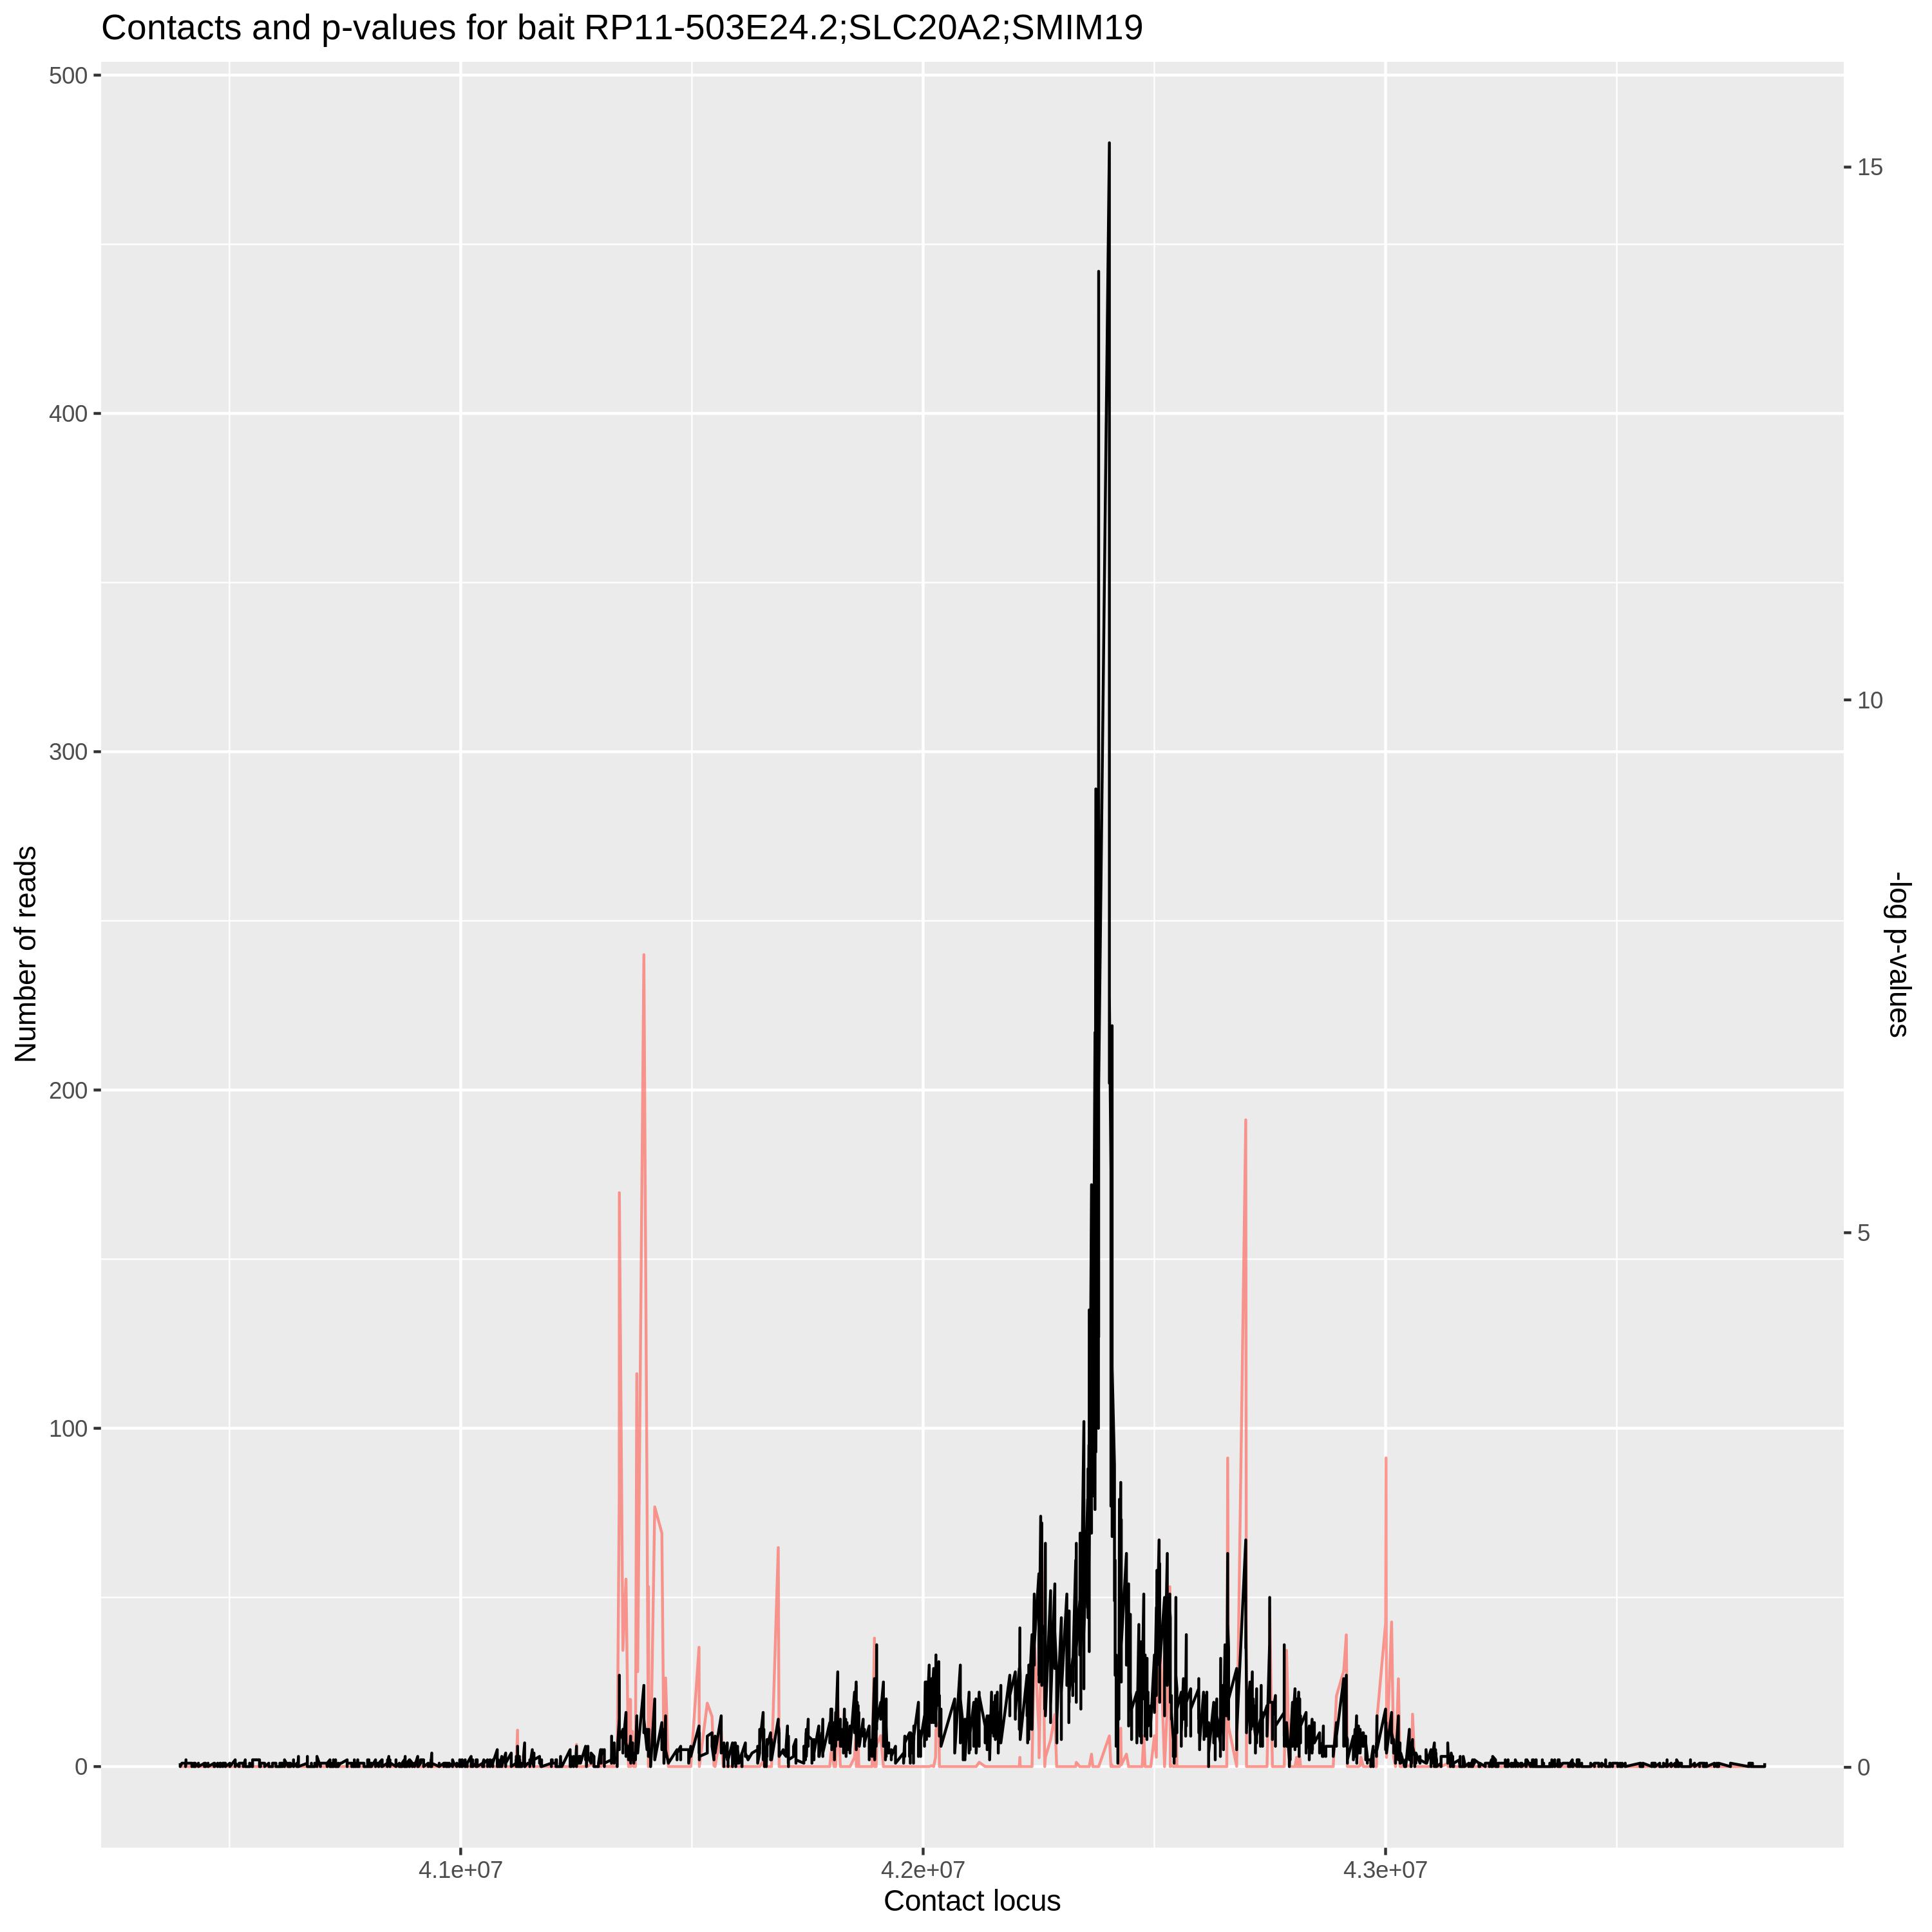 Contacts and p-values for bait RP11-503E24.2;SLC20A2;SMIM19
500
400
300
200
100
0
Number of reads
15
10
5
0
-log p-values
4.1e+07 4.2e+07 4.3e+07
Contact locus